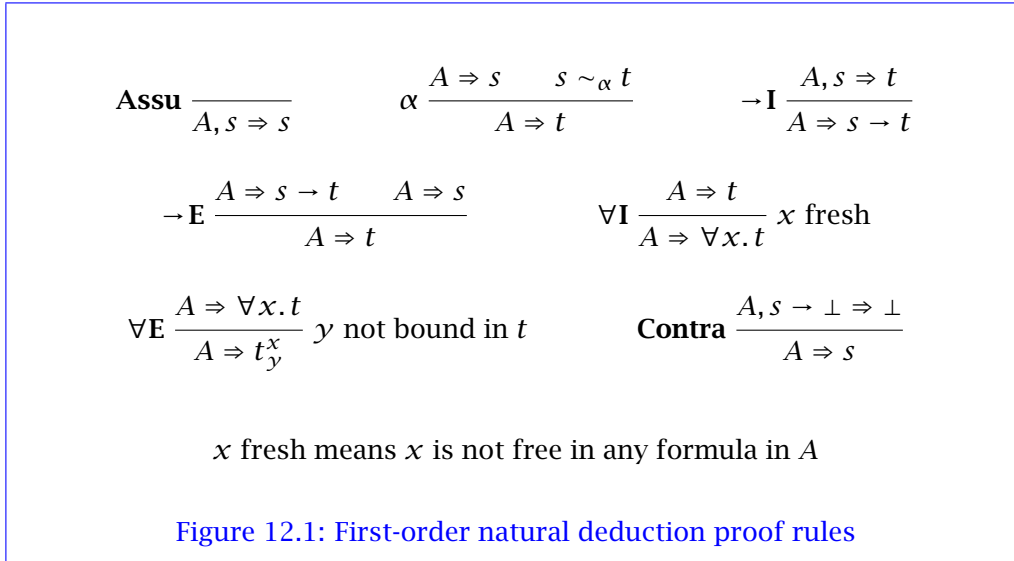 Assu A, s ⇒ s
α A ⇒ s s ∼α t A ⇒ t
→I A, s ⇒ t A ⇒ s → t
→E A ⇒ s → t A ⇒ s A ⇒ t
∀I A ⇒ t A ⇒ ∀x. t x fresh
∀E A ⇒ ∀x. t A ⇒ t^x_y y not bound in t
Contra A, s → ⊥ ⇒ ⊥ A ⇒ s
x fresh means x is not free in any formula in A
Figure 12.1: First-order natural deduction proof rules